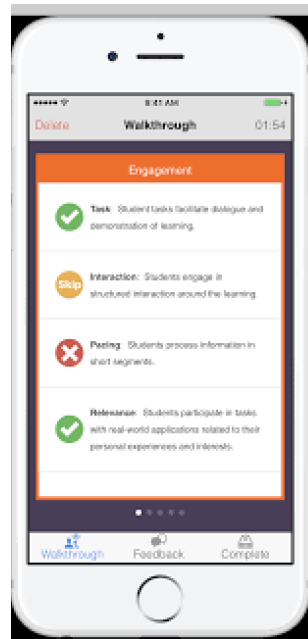 9:41 AM
Delete Walkthrough 01:54
Engagement
Task: Student tasks facilitate dialogue and
demonstration of learning.
Skip
Interaction: Students engage in
structured interaction around the learning.
Pacing: Students process information in
short segments.
Relevance: Students participate in tasks
with real-world applications related to their
personal experiences and interests.
Walkthrough Feedback Complete